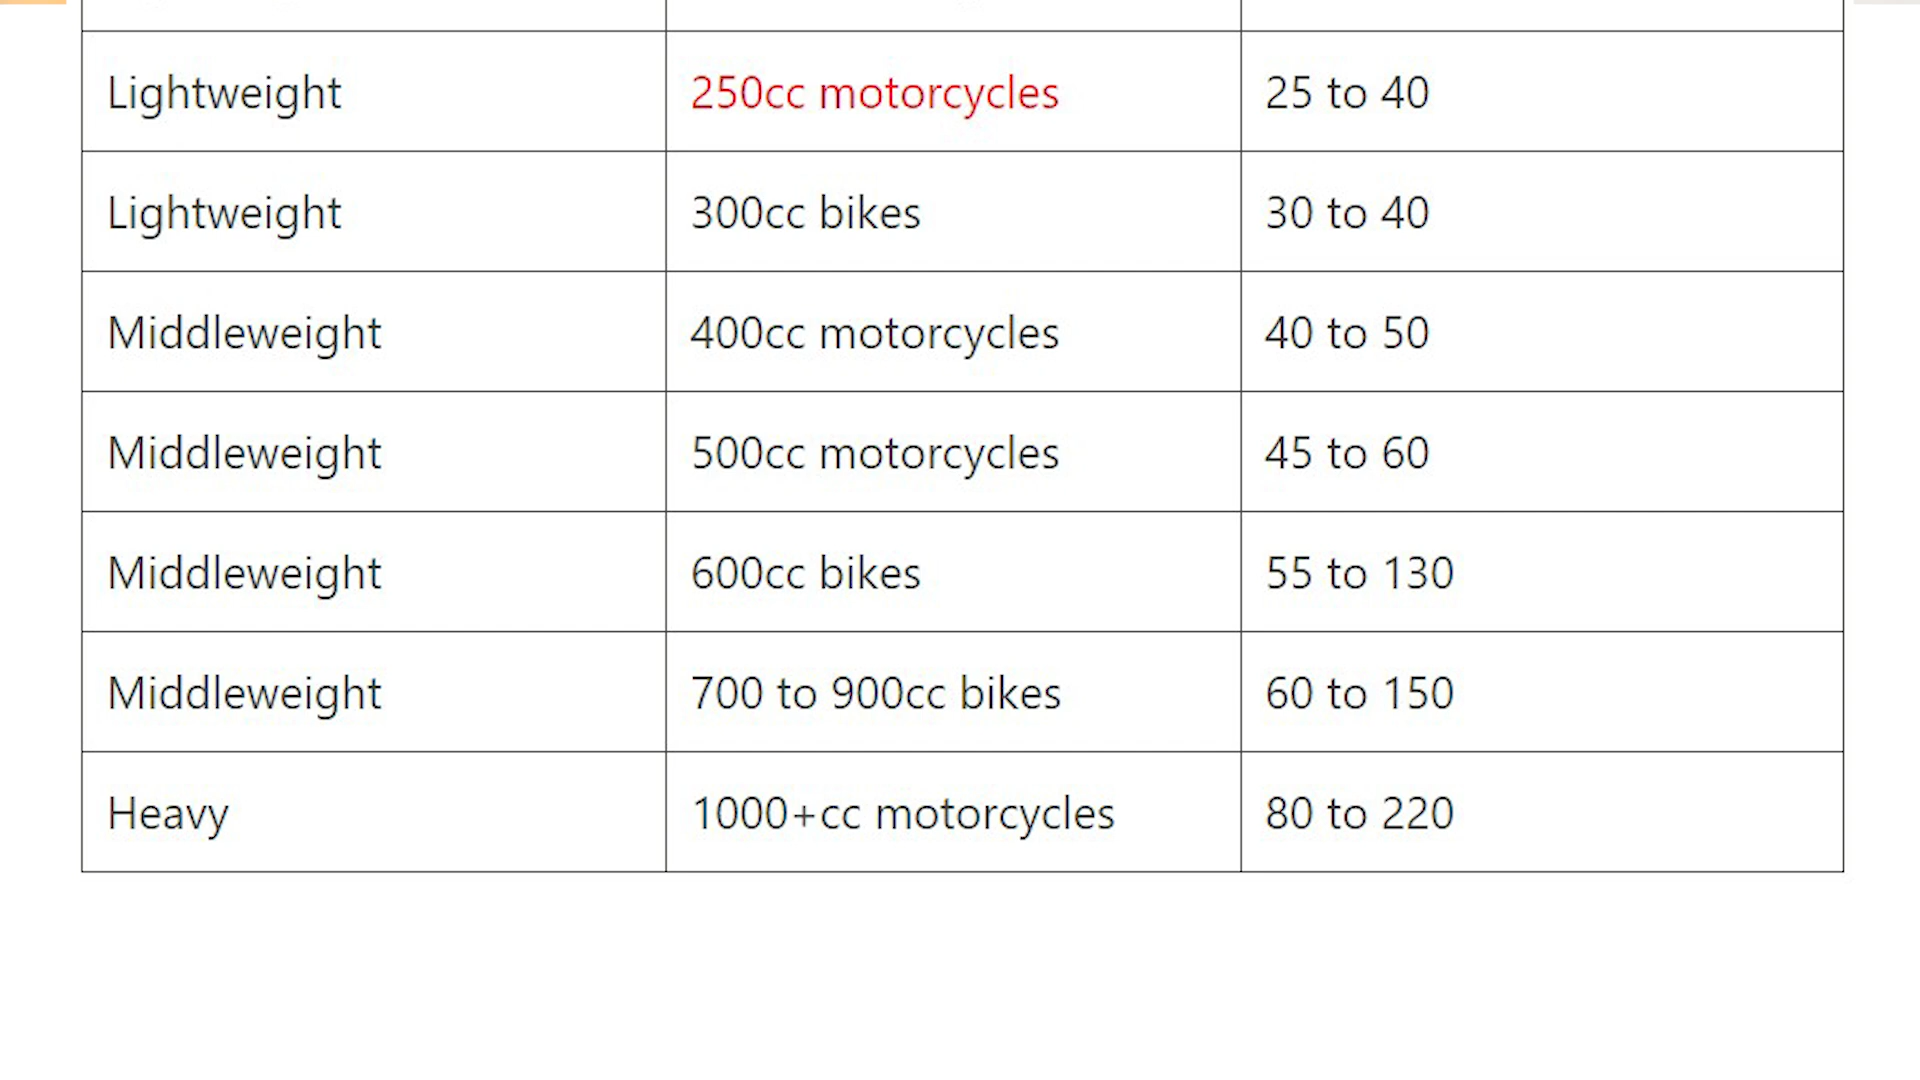 Lightweight 250cc motorcycles 25 to 40
Lightweight 300cc bikes 30 to 40
Middleweight 400cc motorcycles 40 to 50
Middleweight 500cc motorcycles 45 to 60
Middleweight 600cc bikes 55 to 130
Middleweight 700 to 900cc bikes 60 to 150
Heavy 1000+cc motorcycles 80 to 220